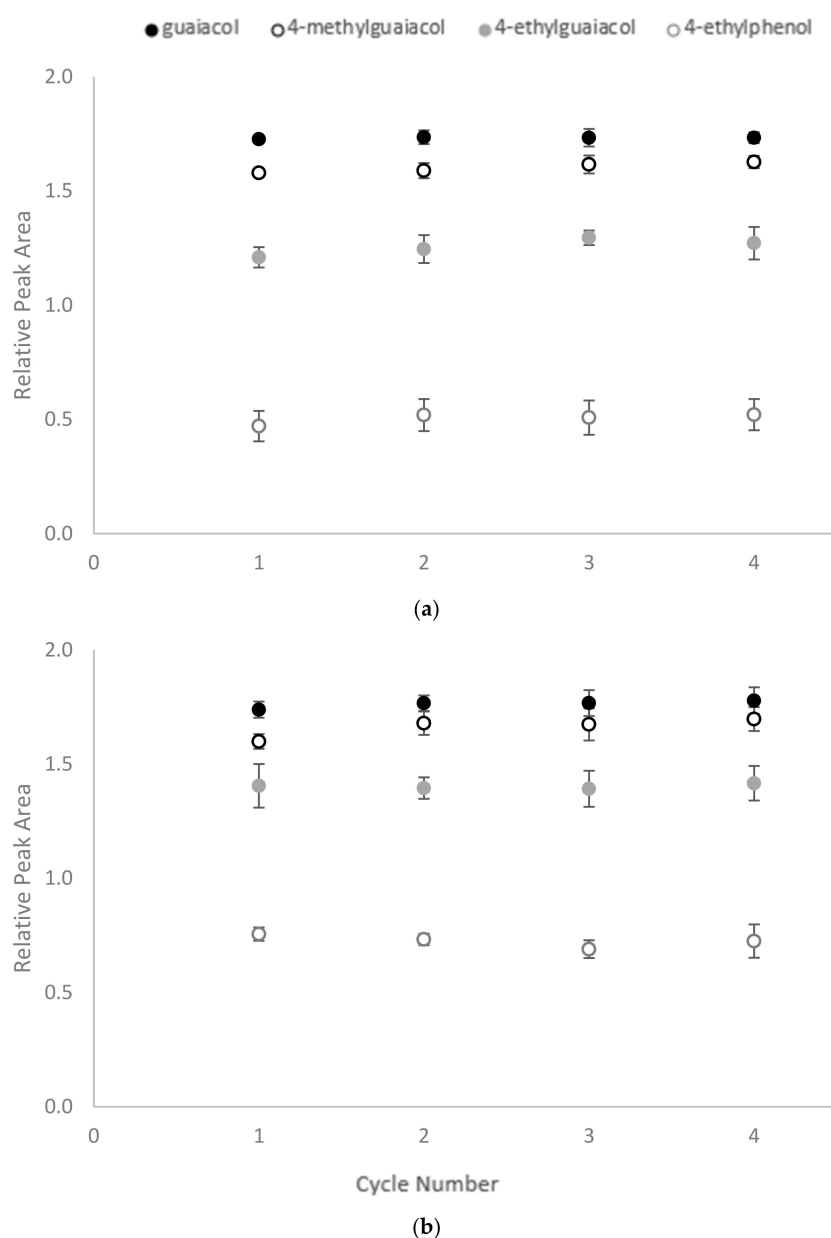 guaiacol 4-methylguaiacol 4-ethylguaiacol 4-ethylphenol
2.0
1.5
1.0
0.5
0.0
Relative Peak Area
0 1 2 3 4
(a)
2.0
1.5
1.0
0.5
0.0
Relative Peak Area
0 1 2 3 4
Cycle Number
(b)